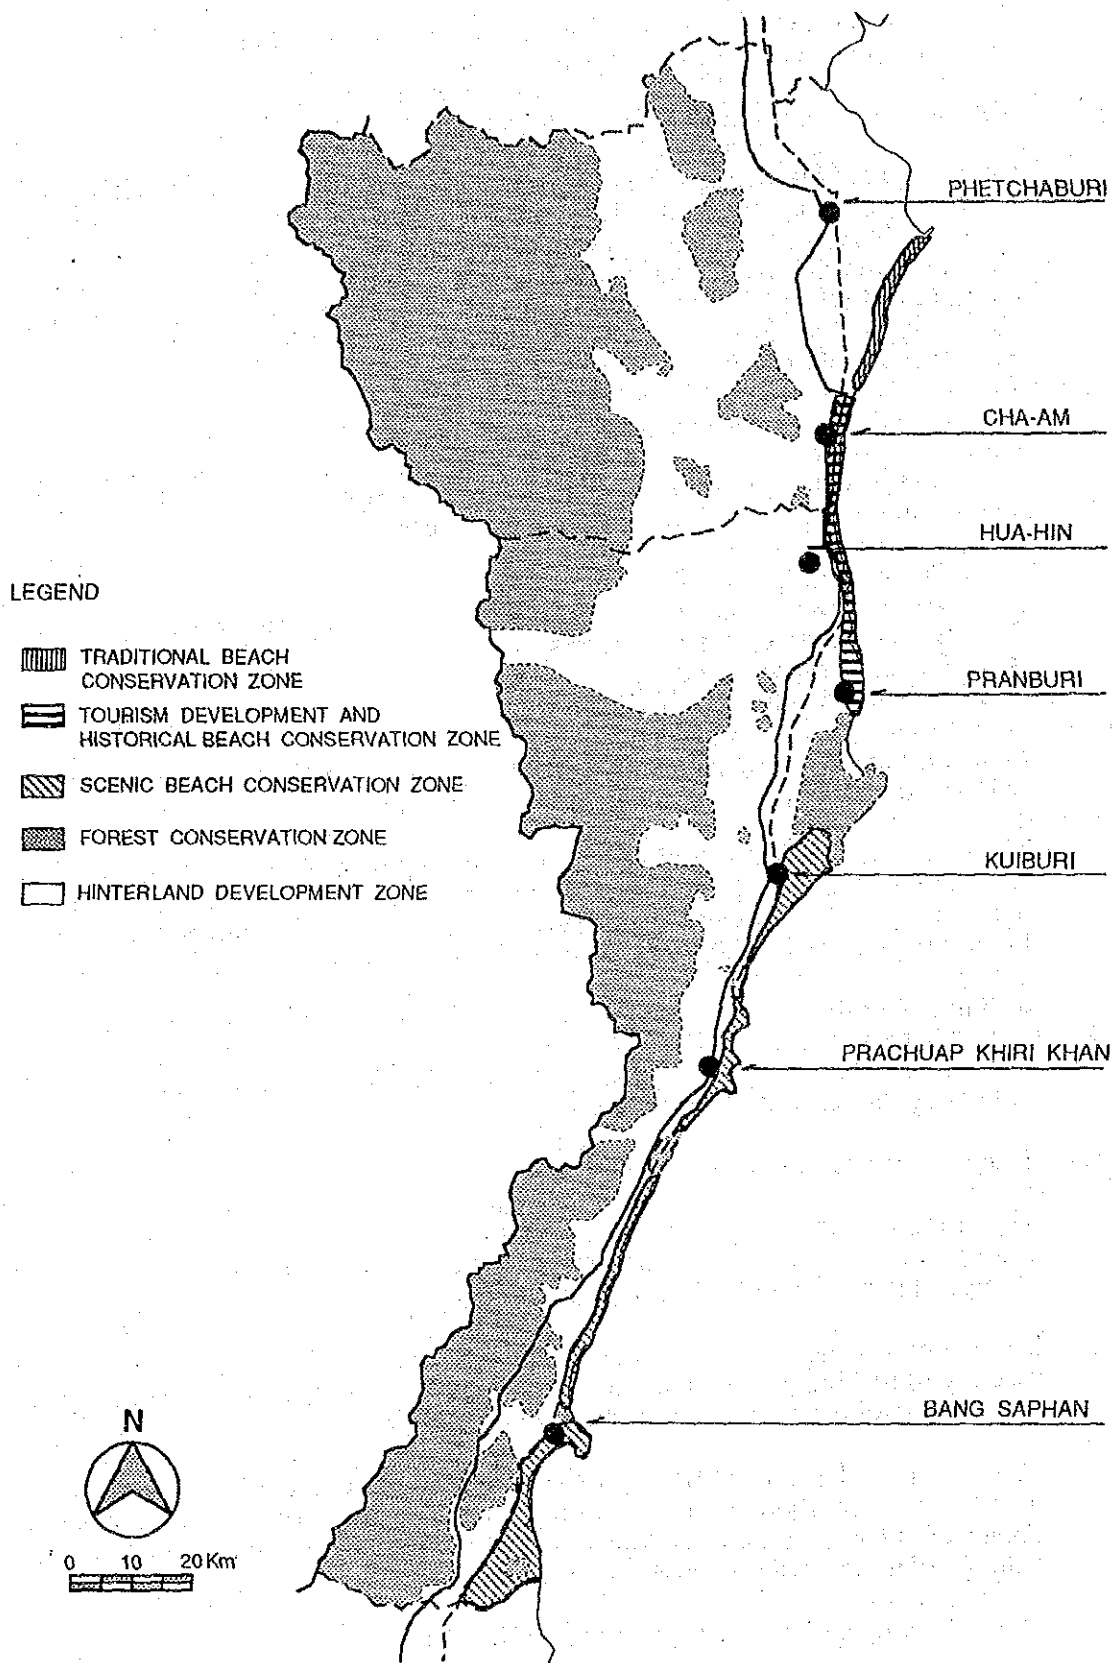 PHETCHABURI
CHA-AM
HUA-HIN
LEGEND
TRADITIONAL BEACH
CONSERVATION ZONE
PRANBURI
TOURISM DEVELOPMENT AND
HISTORICAL BEACH CONSERVATION ZONE
SCENIC BEACH CONSERVATION ZONE
FOREST CONSERVATION ZONE
KUIBURI
HINTERLAND DEVELOPMENT ZONE
PRACHUAP KHIRI KHAN
BANG SAPHAN
N
0 10 20 Km